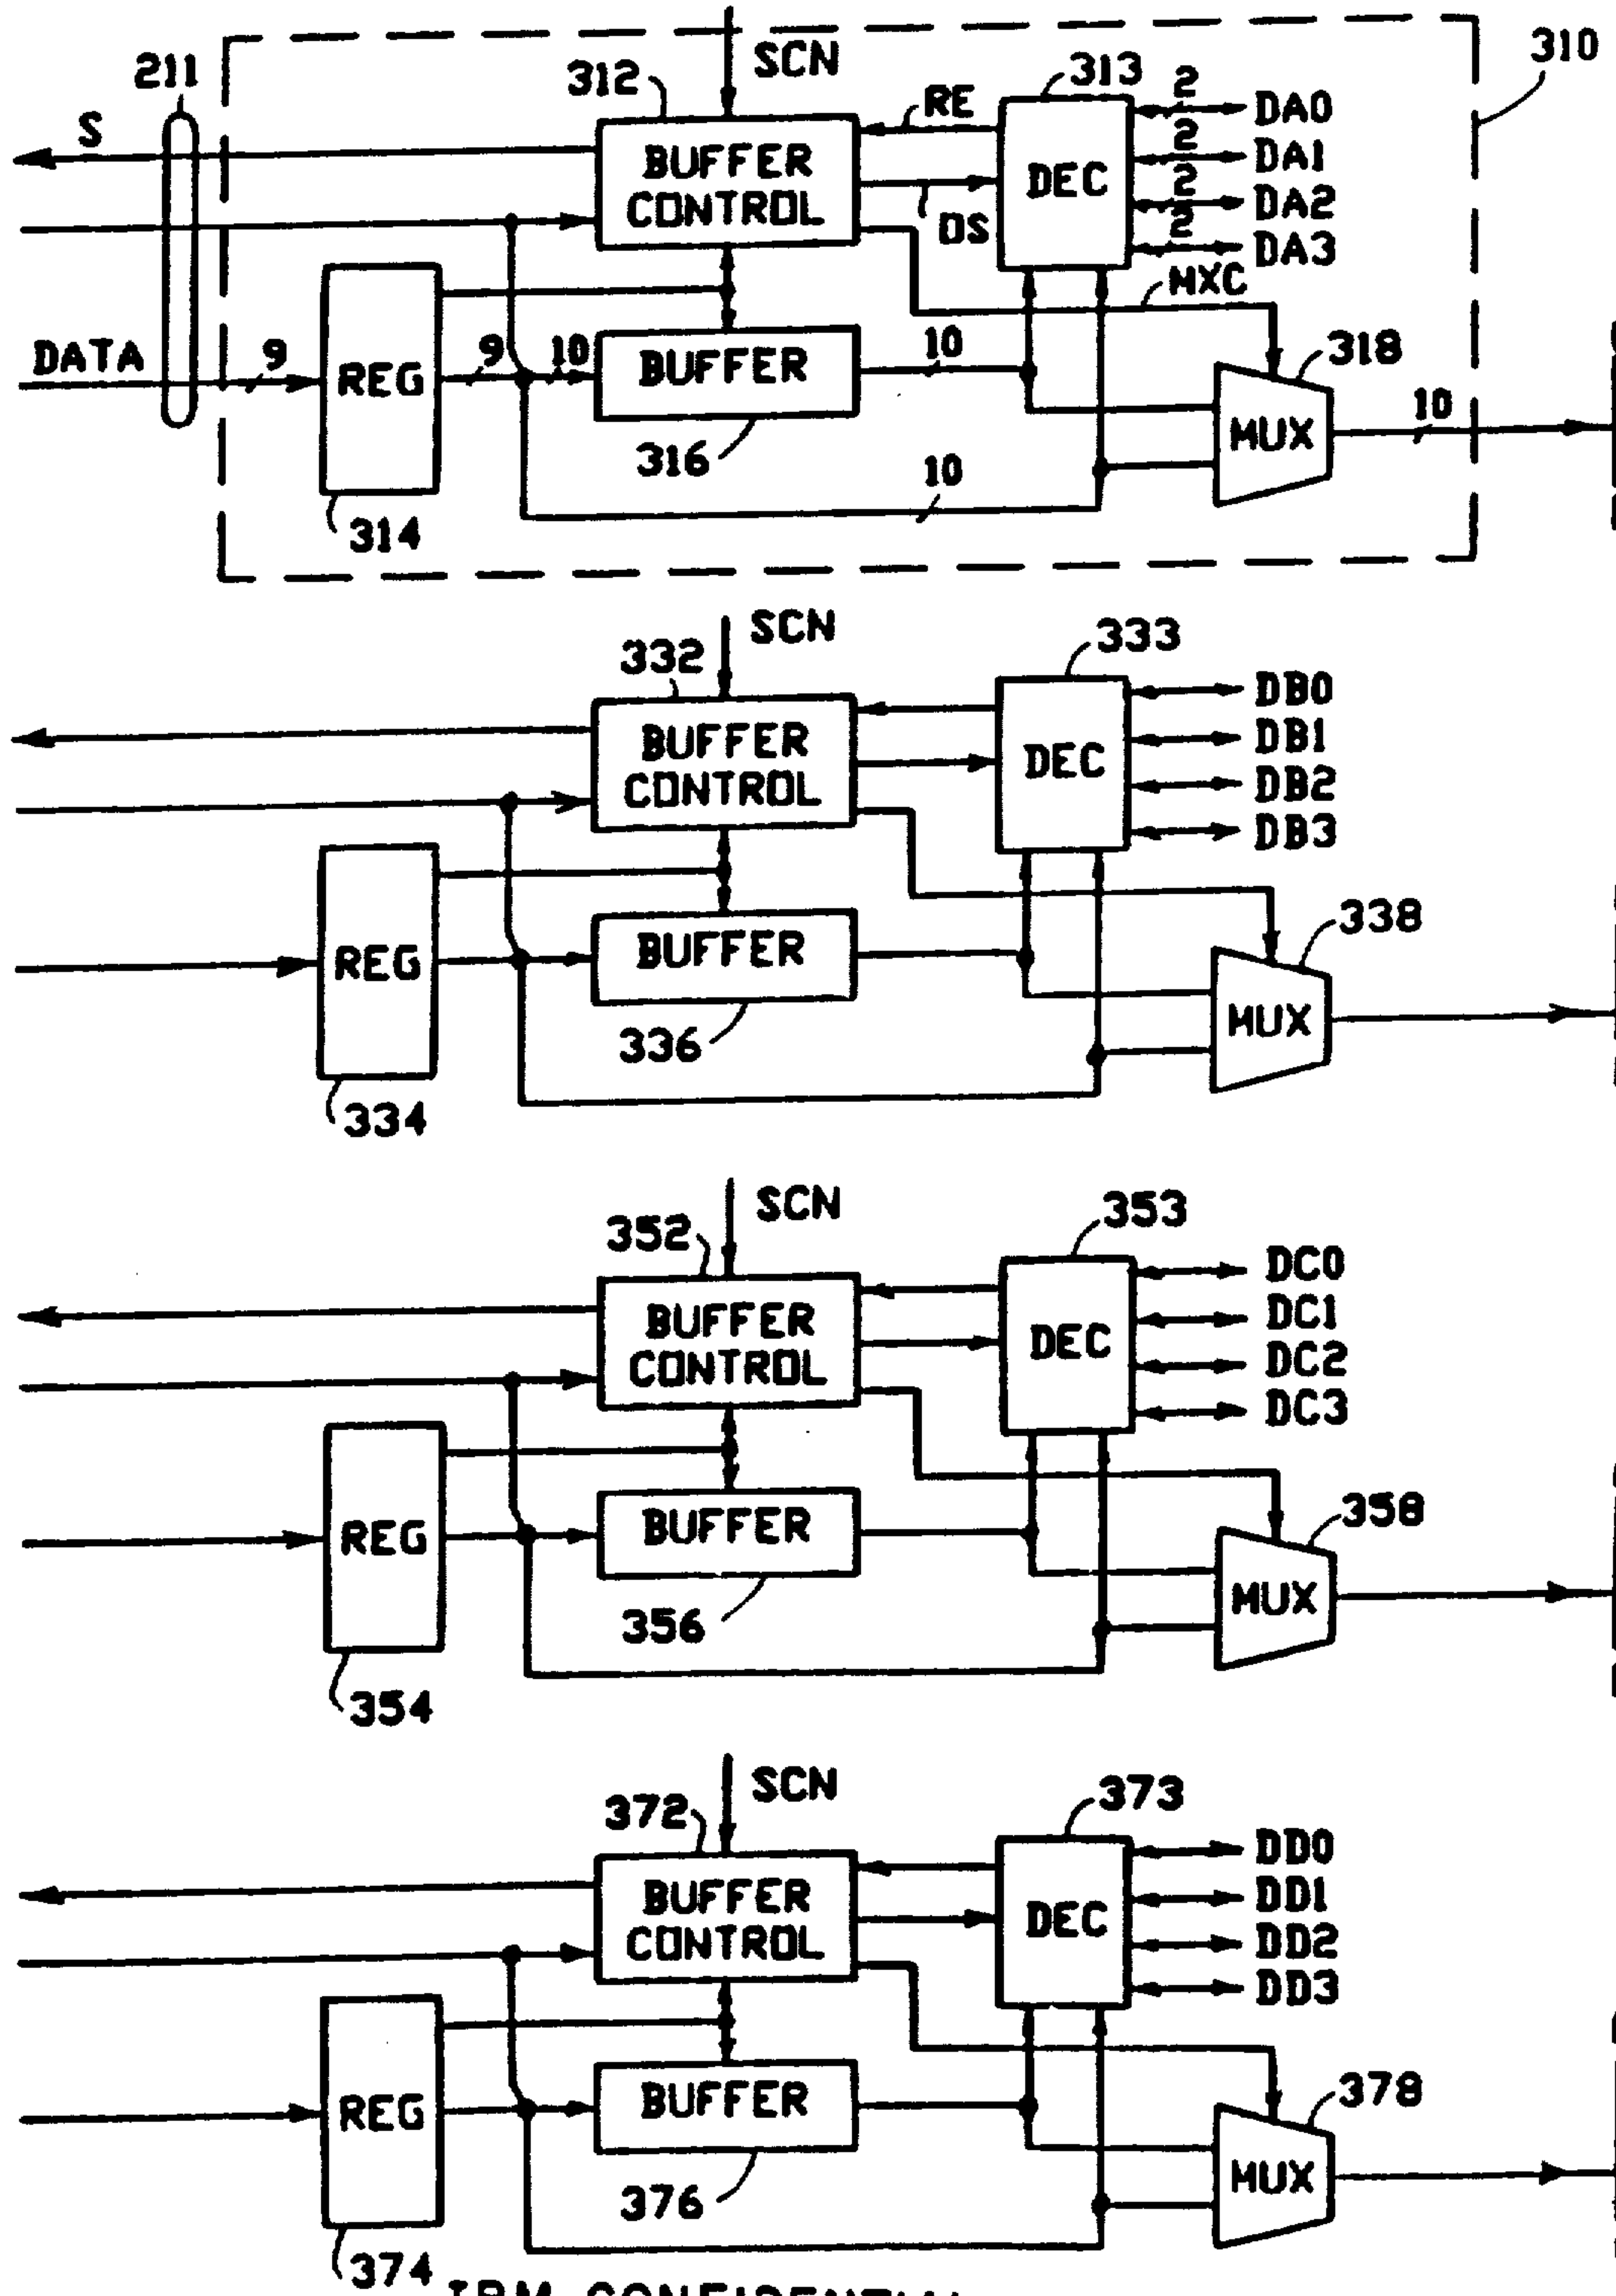 310
211
SCN
312
313
S
RE
2
DA0
BUFFER
CONTROL
DEC
2
DA1
2
DA2
DS
2
DA3
MXC
DATA
9
REG
9
10
BUFFER
10
318
MUX
10
316
10
314
SCN
332
333
DB0
BUFFER
CONTROL
DEC
DB1
DB2
DB3
REG
BUFFER
338
MUX
336
334
SCN
352
353
DC0
BUFFER
CONTROL
DEC
DC1
DC2
DC3
REG
BUFFER
358
MUX
356
354
SCN
372
373
DD0
BUFFER
CONTROL
DEC
DD1
DD2
DD3
REG
BUFFER
378
MUX
376
374
IBM CONFIDENTIAL